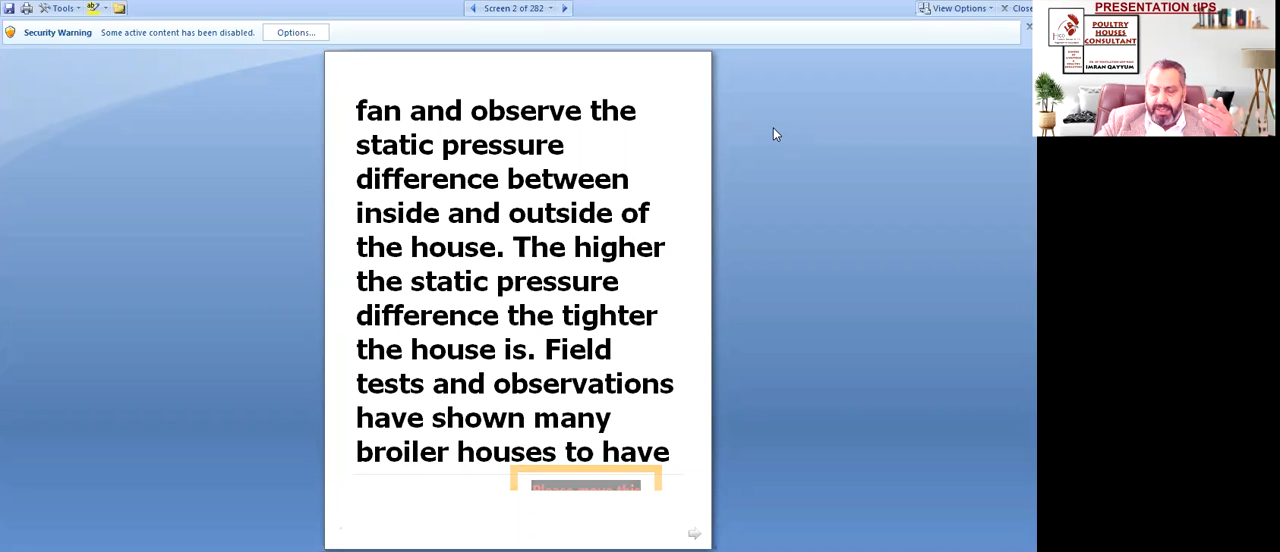 Tools
Screen 2 of 282
View Options
Close
Security Warning Some active content has been disabled. Options...
fan and observe the
static pressure
difference between
inside and outside of
the house. The higher
the static pressure
difference the tighter
the house is. Field
tests and observations
have shown many
broiler houses to have
Please move this
PRESENTATION tIPS
POULTRY
HOUSES
CONSULTANT
IMRAN QAYYUM